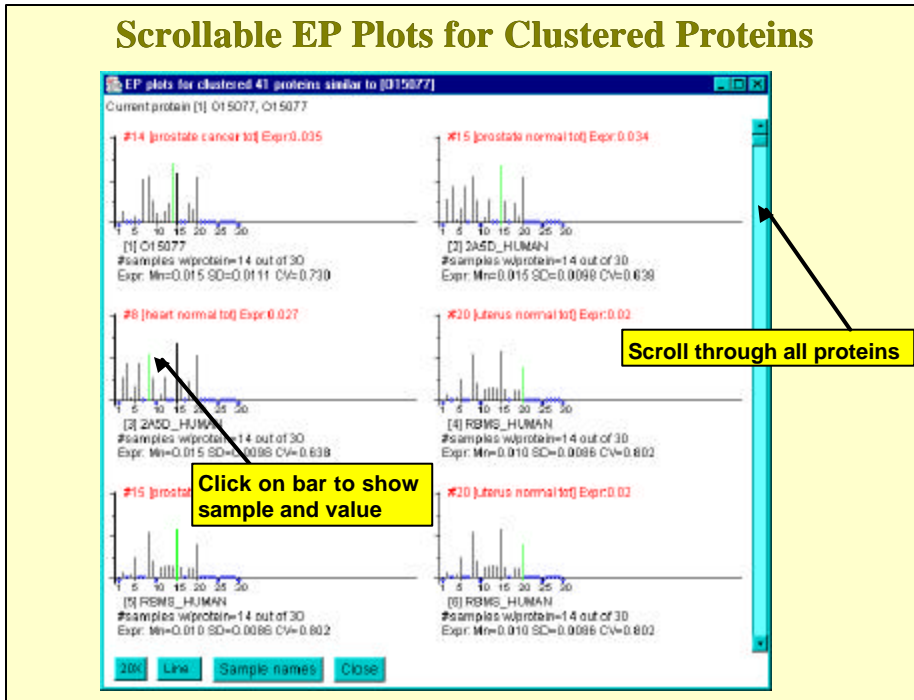 Scrollable EP Plots for Clustered Proteins
EP plots for clustered 41 proteins similar to [O15077]
Current protein [1] O15077, O15077
#14 [prostate cancer tot] Expr:0.035
1 5 10 15 20 25 30
[1] O15077
#samples w/protein=14 out of 30
Expr: Mn=0.015 SD=0.0111 CV=0.730
#15 [prostate normal tot] Expr:0.034
1 5 10 15 20 25 30
[2] 2A5D_HUMAN
#samples w/protein=14 out of 30
Expr: Mn=0.015 SD=0.0098 CV=0.638
#8 [heart normal tot] Expr:0.027
1 5 10 15 20 25 30
[3] 2A5D_HUMAN
#samples w/protein=14 out of 30
Expr: Mn=0.015 SD=0.0098 CV=0.638
#20 [uterus normal tot] Expr:0.02
1 5 10 15 20 25 30
[4] RBMS_HUMAN
#samples w/protein=14 out of 30
Expr: Mn=0.010 SD=0.0086 CV=0.802
Scroll through all proteins
Click on bar to show
sample and value
#15 [prostat
1 5 10 15 20 25 30
[5] RBMS_HUMAN
#samples w/protein=14 out of 30
Expr: Mn=0.010 SD=0.0086 CV=0.802
#20 [uterus normal tot] Expr:0.02
1 5 10 15 20 25 30
[6] RBMS_HUMAN
#samples w/protein=14 out of 30
Expr: Mn=0.010 SD=0.0086 CV=0.802
20X Line Sample names Close